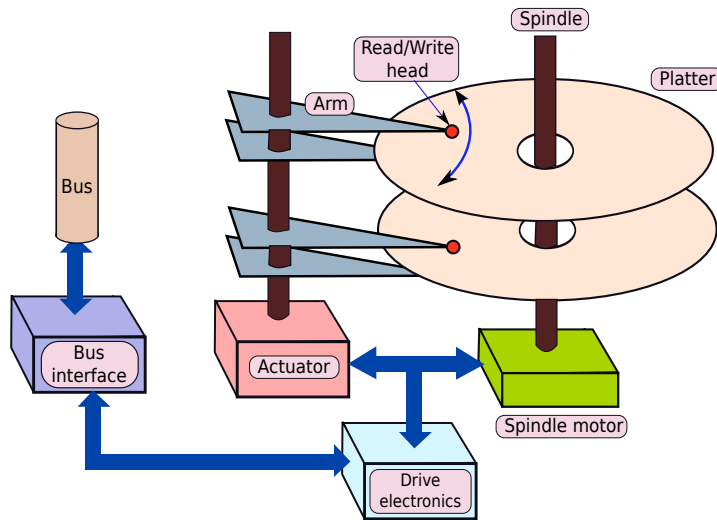 Spindle
Read/Write
head
Platter
Arm
Bus
Bus
interface
Actuator
Spindle motor
Drive
electronics